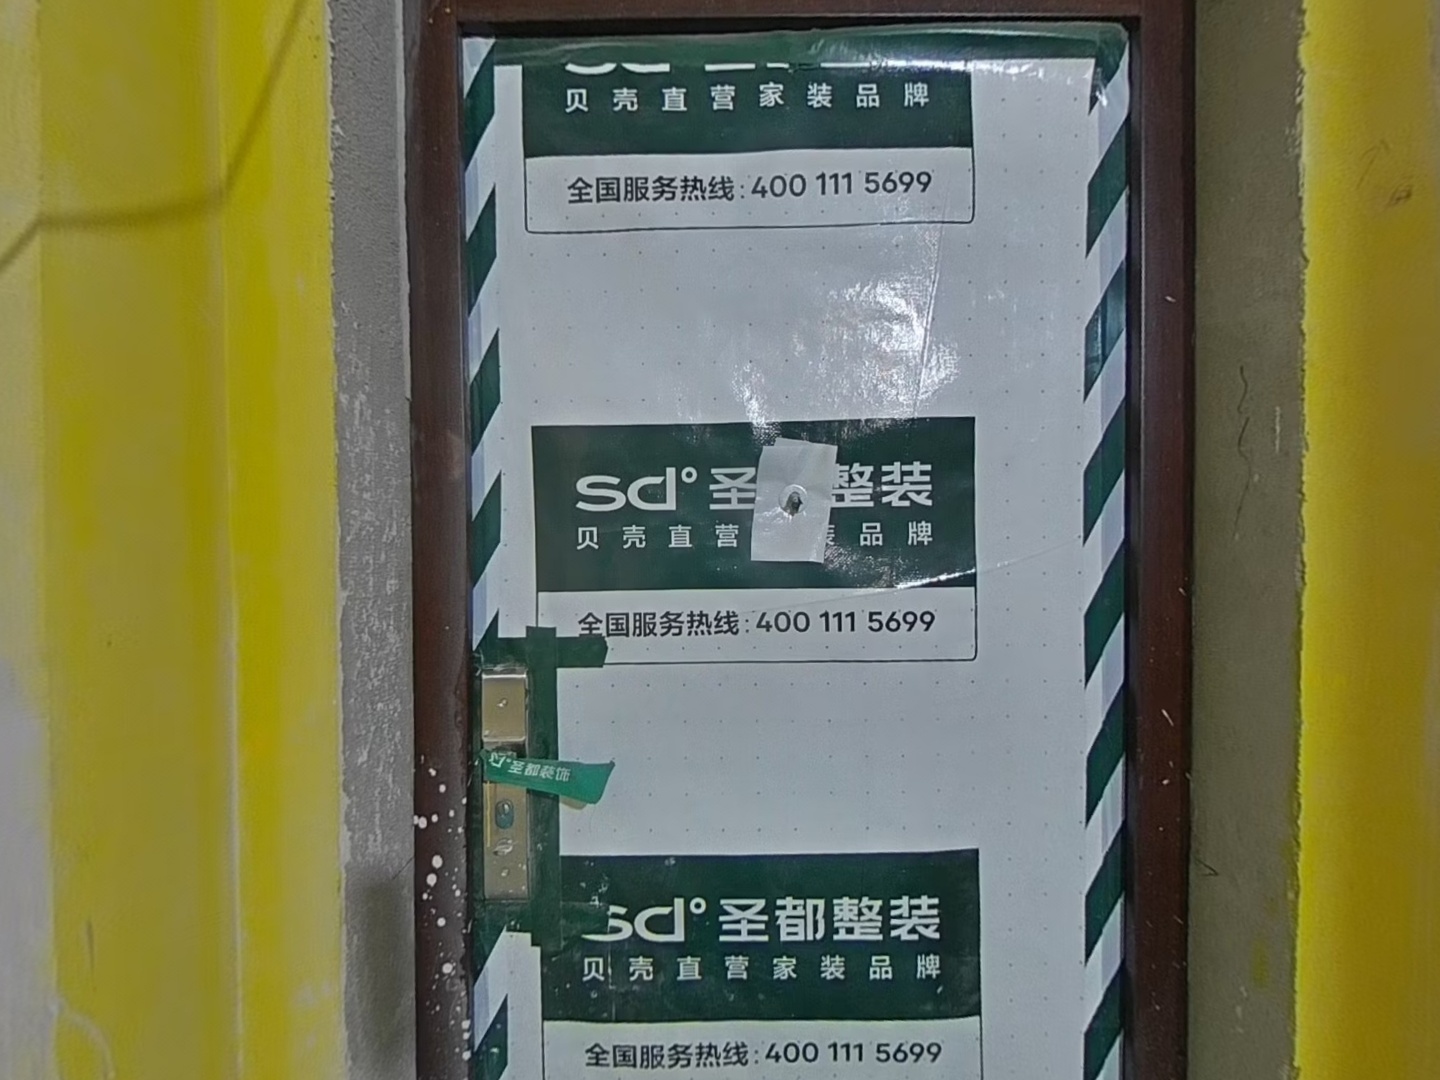 贝壳直营家装品牌
全国服务热线:400 111 5699
sd°圣整装
贝壳直营装品牌
全国服务热线:400 111 5699
圣都装饰
sd°圣都整装
贝壳直营家装品牌
全国服务热线:400 111 5699